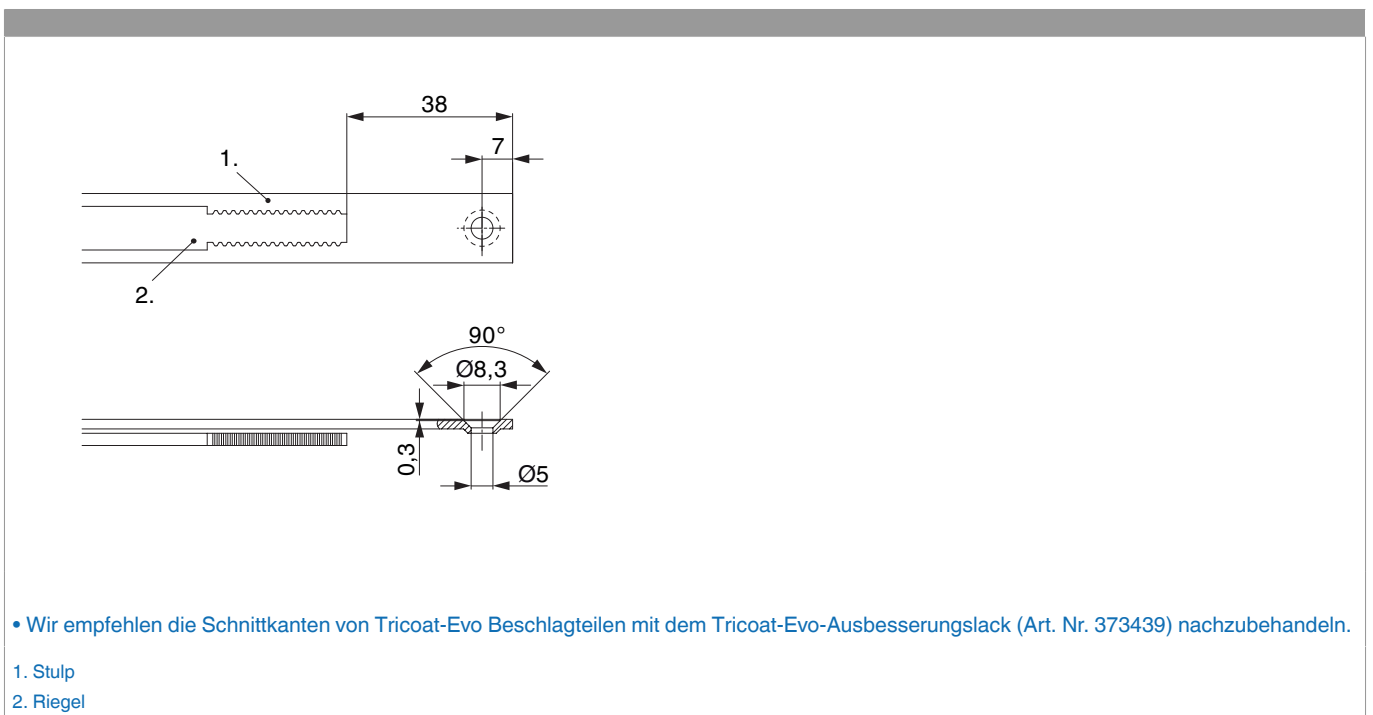 38
7
1.
2.
90°
Ø8,3
0,3
Ø5
• Wir empfehlen die Schnittkanten von Tricoat-Evo Beschlagteilen mit dem Tricoat-Evo-Ausbesserungslack (Art. Nr. 373439) nachzubehandeln.
1. Stulp
2. Riegel